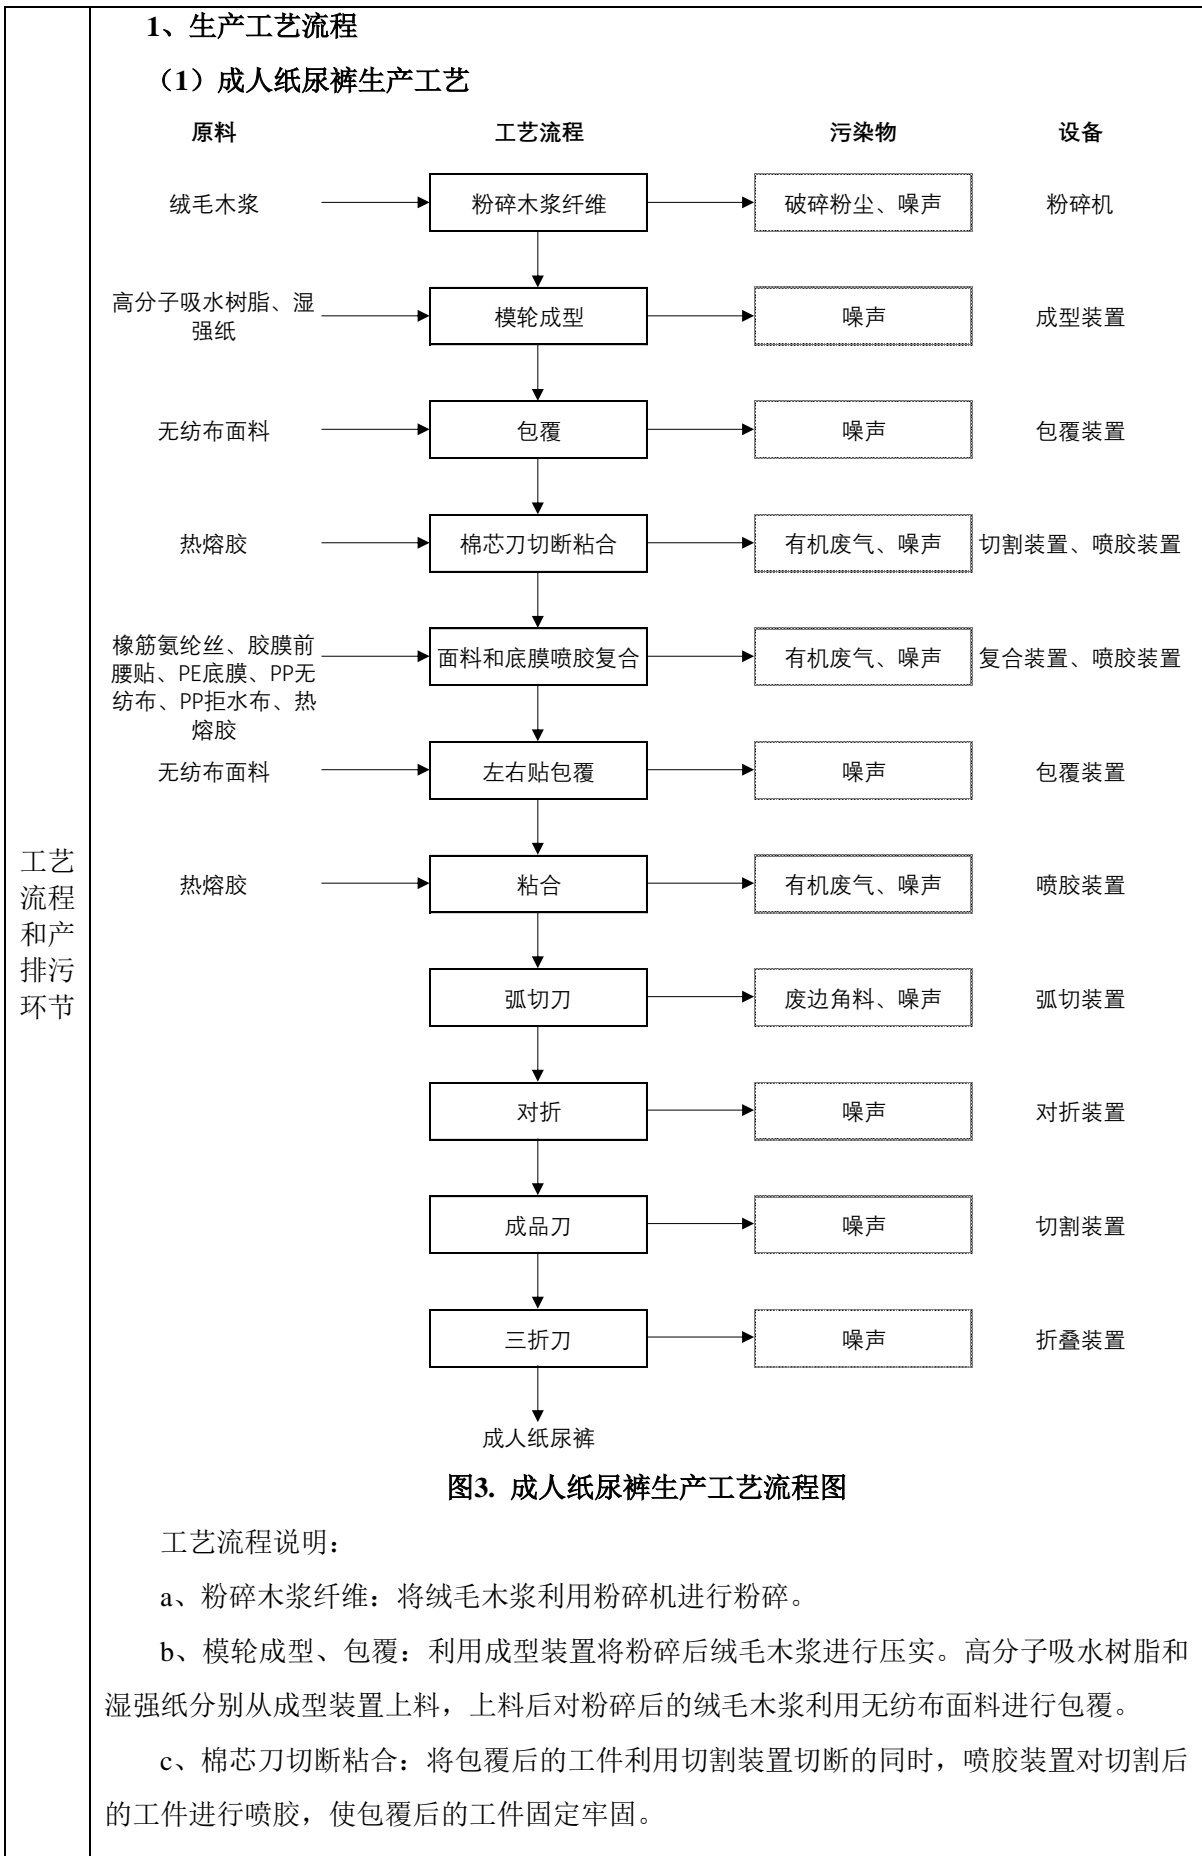 1、生产工艺流程
（1）成人纸尿裤生产工艺
原料 工艺流程 污染物 设备
绒毛木浆 粉碎木浆纤维 破碎粉尘、噪声 粉碎机
高分子吸水树脂、湿
强纸
模轮成型 噪声 成型装置
无纺布面料 包覆 噪声 包覆装置
热熔胶 棉芯刀切断粘合 有机废气、噪声 切割装置、喷胶装置
橡筋氨纶丝、胶膜前
腰贴、PE底膜、PP无
纺布、PP拒水布、热
熔胶
面料和底膜喷胶复合 有机废气、噪声 复合装置、喷胶装置
无纺布面料 左右贴包覆 噪声 包覆装置
热熔胶 粘合 有机废气、噪声 喷胶装置
弧切刀 废边角料、噪声 弧切装置
对折 噪声 对折装置
成品刀 噪声 切割装置
三折刀 噪声 折叠装置
成人纸尿裤
图3. 成人纸尿裤生产工艺流程图
工艺
流程
和产
排污
环节
工艺流程说明：
a、粉碎木浆纤维：将绒毛木浆利用粉碎机进行粉碎。
b、模轮成型、包覆：利用成型装置将粉碎后绒毛木浆进行压实。高分子吸水树脂和
湿强纸分别从成型装置上料，上料后对粉碎后的绒毛木浆利用无纺布面料进行包覆。
c、棉芯刀切断粘合：将包覆后的工件利用切割装置切断的同时，喷胶装置对切割后
的工件进行喷胶，使包覆后的工件固定牢固。